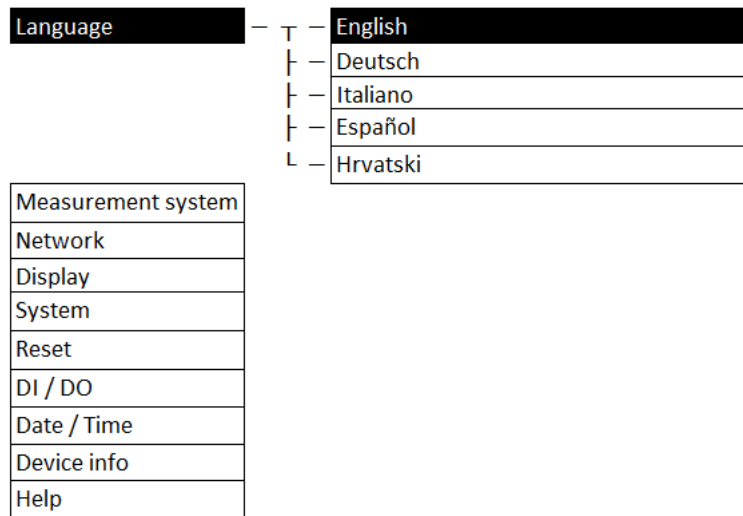 Language
English
Deutsch
Italiano
Español
Hrvatski
Measurement system
Network
Display
System
Reset
DI / DO
Date / Time
Device info
Help